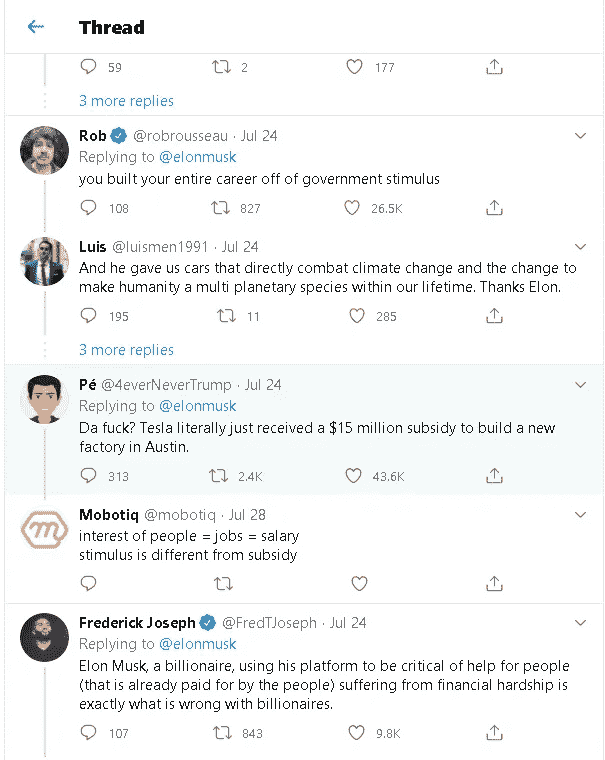 Thread
59 2 177
3 more replies
Rob @robrousseau · Jul 24
Replying to @elonmusk
you built your entire career off of government stimulus
108 827 26.5K
Luis @luismen1991 · Jul 24
And he gave us cars that directly combat climate change and the change to
make humanity a multi planetary species within our lifetime. Thanks Elon.
195 11 285
3 more replies
Pé @4everNeverTrump · Jul 24
Replying to @elonmusk
Da fuck? Tesla literally just received a $15 million subsidy to build a new
factory in Austin.
313 2.4K 43.6K
Mobotiq @mobotiq · Jul 28
interest of people = jobs = salary
stimulus is different from subsidy
Frederick Joseph @FredTJoseph · Jul 24
Replying to @elonmusk
Elon Musk, a billionaire, using his platform to be critical of help for people
(that is already paid for by the people) suffering from financial hardship is
exactly what is wrong with billionaires.
107 843 9.8K